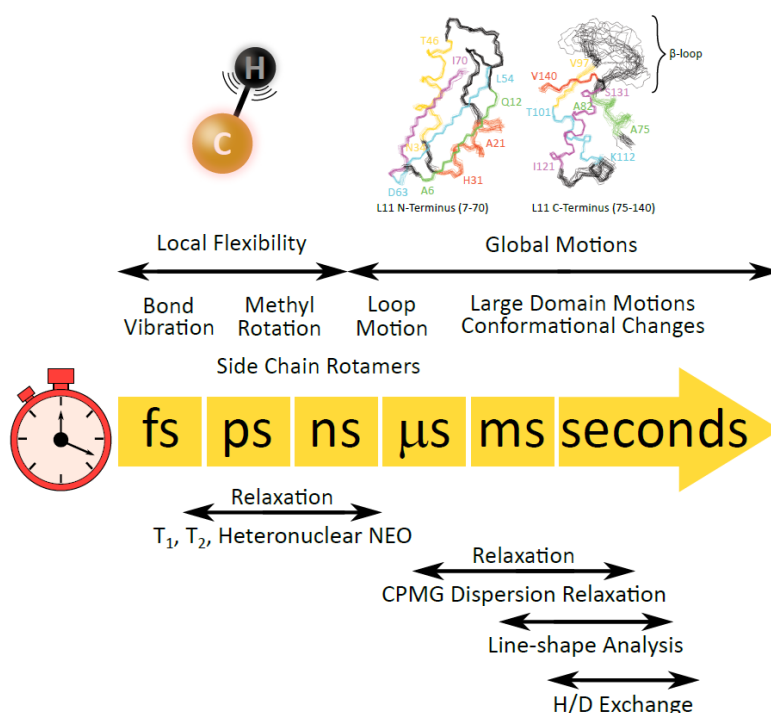 H
C
T46
I70
L54
Q12
N34
A21
H31
D63
A6
L11 N-Terminus (7-70)
β-loop
V97
V140
S131
A82
T101
A75
K112
I121
L11 C-Terminus (75-140)
Local Flexibility
Global Motions
Bond
Vibration
Methyl
Rotation
Loop
Motion
Large Domain Motions
Conformational Changes
Side Chain Rotamers
fs
ps
ns
μs
ms
seconds
Relaxation
T₁, T₂, Heteronuclear NEO
Relaxation
CPMG Dispersion Relaxation
Line-shape Analysis
H/D Exchange